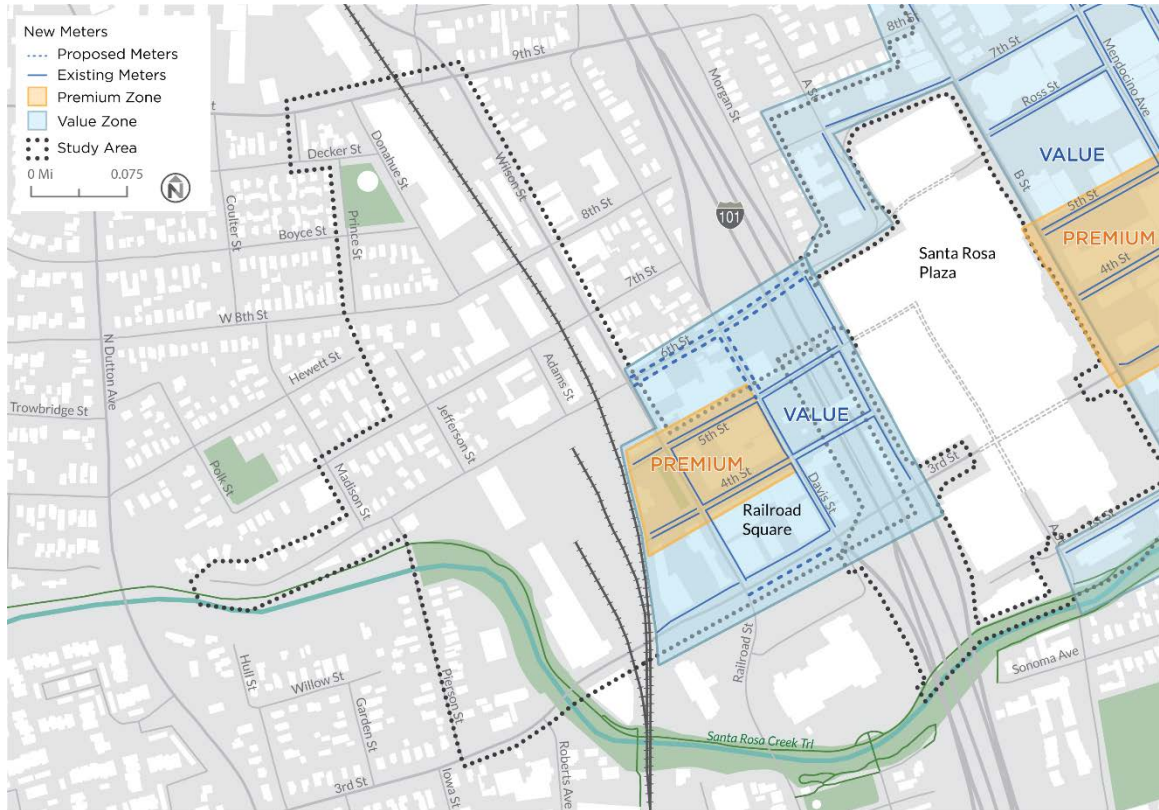 New Meters
Proposed Meters
Existing Meters
Premium Zone
Value Zone
Study Area
0 Mi 0.075
N
9th St
8th St
7th St
Mendocino Ave
Morgan St
A St
Ross St
Donahue St
Decker St
Wilson St
VALUE
B St
Coulter St
Prince St
8th St
101
5th St
Boyce St
PREMIUM
Santa Rosa
Plaza
4th St
7th St
W 8th St
N Dutton Ave
6th St
Hewett St
Adams St
Trowbridge St
Jefferson St
VALUE
5th St
PREMIUM
3rd St
Polk St
Madison St
4th St
Davis St
Railroad
Square
1st St
Railroad St
Sonoma Ave
Hull St
Willow St
Pierson St
Garden St
Santa Rosa Creek Trl
Roberts Ave
3rd St
Iowa St